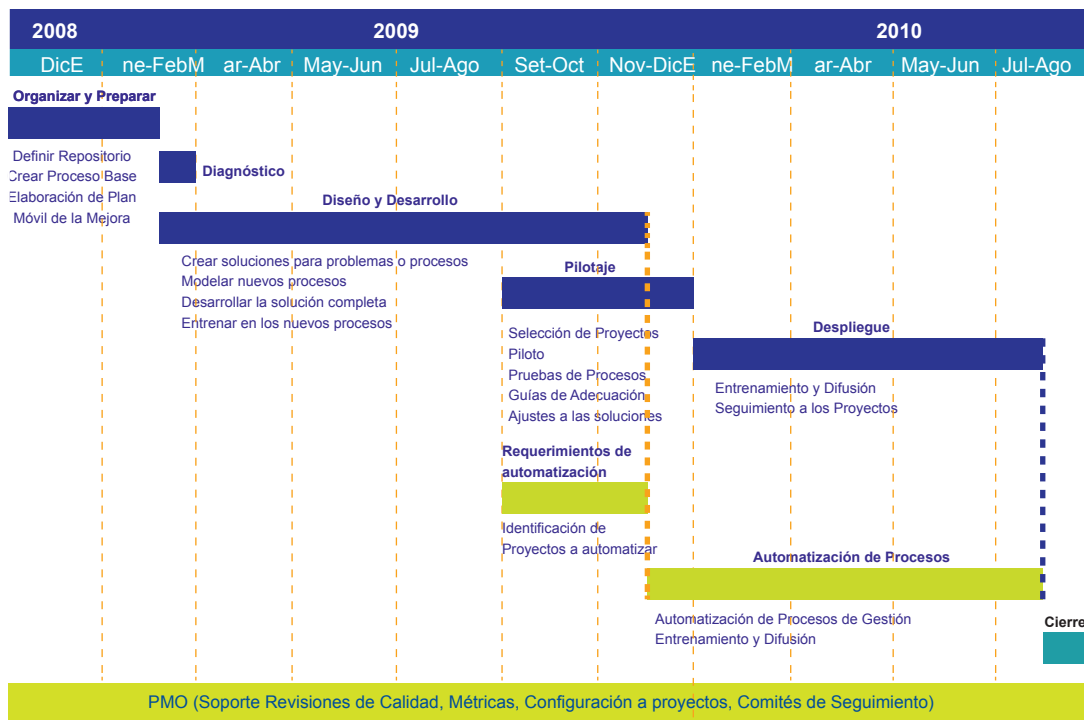 2008 2009 2010
DicE ne-FebM ar-Abr May-Jun Jul-Ago Set-Oct Nov-DicE ne-FebM ar-Abr May-Jun Jul-Ago
Organizar y Preparar
Definir Repositorio
Crear Proceso Base
Elaboración de Plan
Móvil de la Mejora
Diagnóstico
Diseño y Desarrollo
Crear soluciones para problemas o procesos
Modelar nuevos procesos
Desarrollar la solución completa
Entrenar en los nuevos procesos
Pilotaje
Selección de Proyectos
Piloto
Pruebas de Procesos
Guías de Adecuación
Ajustes a las soluciones
Despliegue
Entrenamiento y Difusión
Seguimiento a los Proyectos
Requerimientos de
automatización
Identificación de
Proyectos a automatizar
Automatización de Procesos
Automatización de Procesos de Gestión
Entrenamiento y Difusión
Cierre
PMO (Soporte Revisiones de Calidad, Métricas, Configuración a proyectos, Comités de Seguimiento)